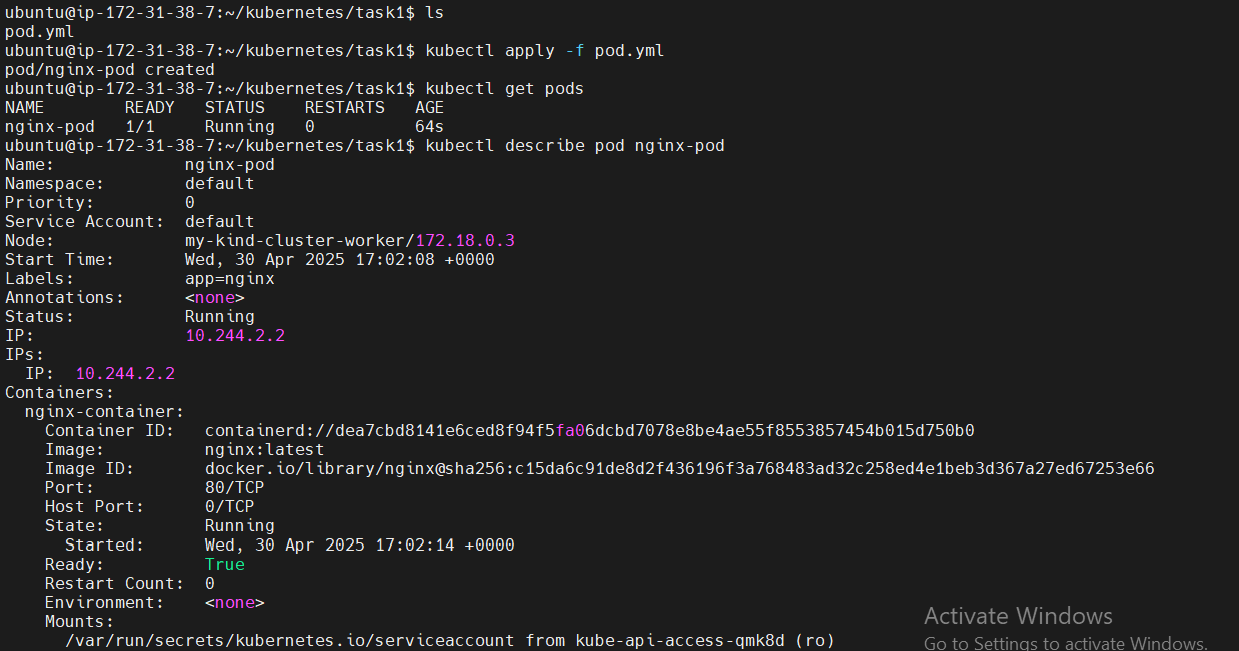 ubuntu@ip-172-31-38-7:~/kubernetes/task1$ ls
pod.yml
ubuntu@ip-172-31-38-7:~/kubernetes/task1$ kubectl apply -f pod.yml
pod/nginx-pod created
ubuntu@ip-172-31-38-7:~/kubernetes/task1$ kubectl get pods
NAME        READY   STATUS    RESTARTS   AGE
nginx-pod   1/1     Running   0          64s
ubuntu@ip-172-31-38-7:~/kubernetes/task1$ kubectl describe pod nginx-pod
Name:             nginx-pod
Namespace:        default
Priority:         0
Service Account:  default
Node:             my-kind-cluster-worker/172.18.0.3
Start Time:       Wed, 30 Apr 2025 17:02:08 +0000
Labels:           app=nginx
Annotations:      <none>
Status:           Running
IP:               10.244.2.2
IPs:
  IP:  10.244.2.2
Containers:
  nginx-container:
    Container ID:   containerd://dea7cbd8141e6ced8f94f5fa06dcbd7078e8be4ae55f8553857454b015d750b0
    Image:          nginx:latest
    Image ID:       docker.io/library/nginx@sha256:c15da6c91de8d2f436196f3a768483ad32c258ed4e1beb3d367a27ed67253e66
    Port:           80/TCP
    Host Port:      0/TCP
    State:          Running
      Started:      Wed, 30 Apr 2025 17:02:14 +0000
    Ready:          True
    Restart Count:  0
    Environment:    <none>
    Mounts:
      /var/run/secrets/kubernetes.io/serviceaccount from kube-api-access-qmk8d (ro)
Activate Windows
Go to Settings to activate Windows.